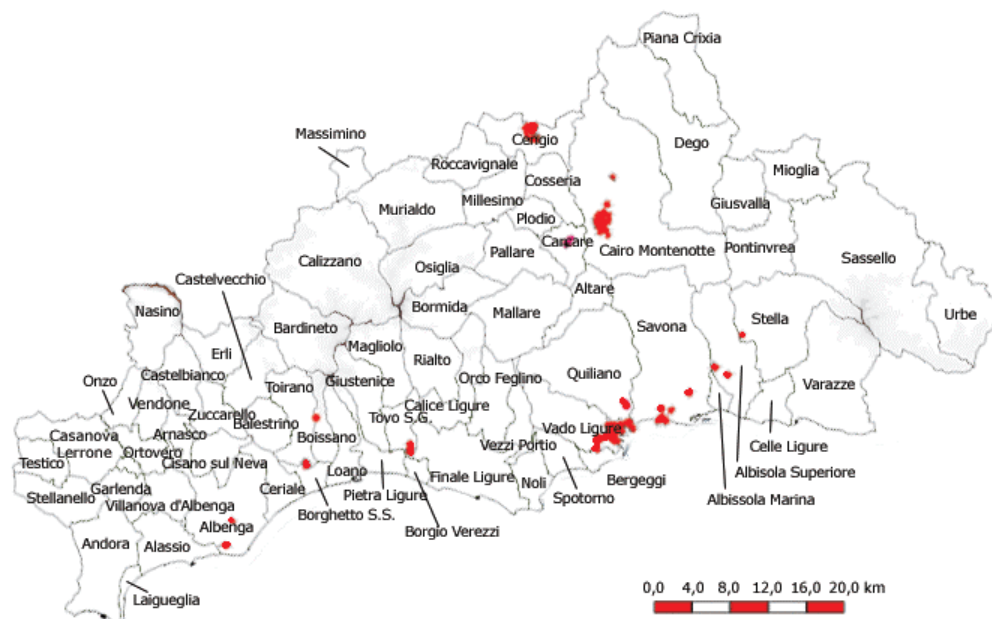 Piana Crixia
Massimino
Cengio
Dego
Roccavignale
Mioglia
Cosseria
Millesimo
Giusvalla
Murialdo
Plodio
Carcare
Pallare
Cairo Montenotte
Pontinvrea
Castelvecchio
Calizzano
Osiglia
Sassello
Altare
Nasino
Bormida
Mallare
Stella
Urbe
Bardineto
Savona
Magliolo
Erli
Rialto
Onzo
Castelbianco
Toirano
Giustenice
Orco Feglino
Quiliano
Varazze
Vendone
Zuccarello
Tovo S.G.
Calice Ligure
Balestrino
Casanova
Lerrone
Arnasco
Boissano
Vado Ligure
Ortovero
Vezzi Portio
Celle Ligure
Testico
Cisano sul Neva
Loano
Albisola Superiore
Garlenda
Ceriale
Finale Ligure
Noli
Bergeggi
Stellanello
Pietra Ligure
Spotorno
Albissola Marina
Villanova d'Albenga
Borghetto S.S.
Albenga
Borgio Verezzi
Andora
Alassio
Laigueglia
0,0 4,0 8,0 12,0 16,0 20,0 km